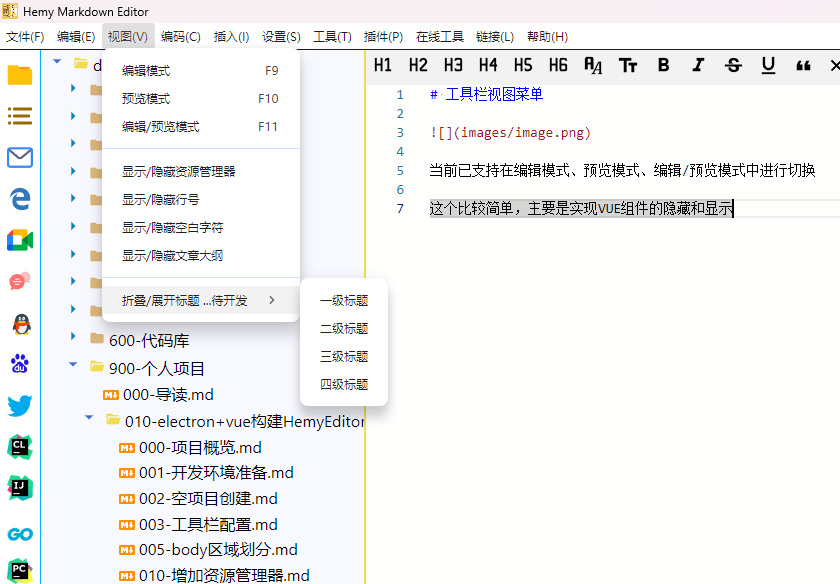 Hemy Markdown Editor
文件(F) 编辑(E) 视图(V) 编码(C) 插入(I) 设置(S) 工具(T) 插件(P) 在线工具 链接(L) 帮助(H)
编辑模式 F9
预览模式 F10
编辑/预览模式 F11
显示/隐藏资源管理器
显示/隐藏行号
显示/隐藏空白字符
显示/隐藏文章大纲
折叠/展开标题 ...待开发
一级标题
二级标题
三级标题
四级标题
d
600-代码库
900-个人项目
000-导读.md
010-electron+vue构建HemyEditor
000-项目概览.md
001-开发环境准备.md
002-空项目创建.md
003-工具栏配置.md
005-body区域划分.md
010-增加资源管理器.md
H1 H2 H3 H4 H5 H6 AA TT B I S U
1 # 工具栏视图菜单
2
3 ![](images/image.png)
4
5 当前已支持在编辑模式、预览模式、编辑/预览模式中进行切换
6
7 这个比较简单，主要是实现VUE组件的隐藏和显示
du
CL
IJ
GO
PC